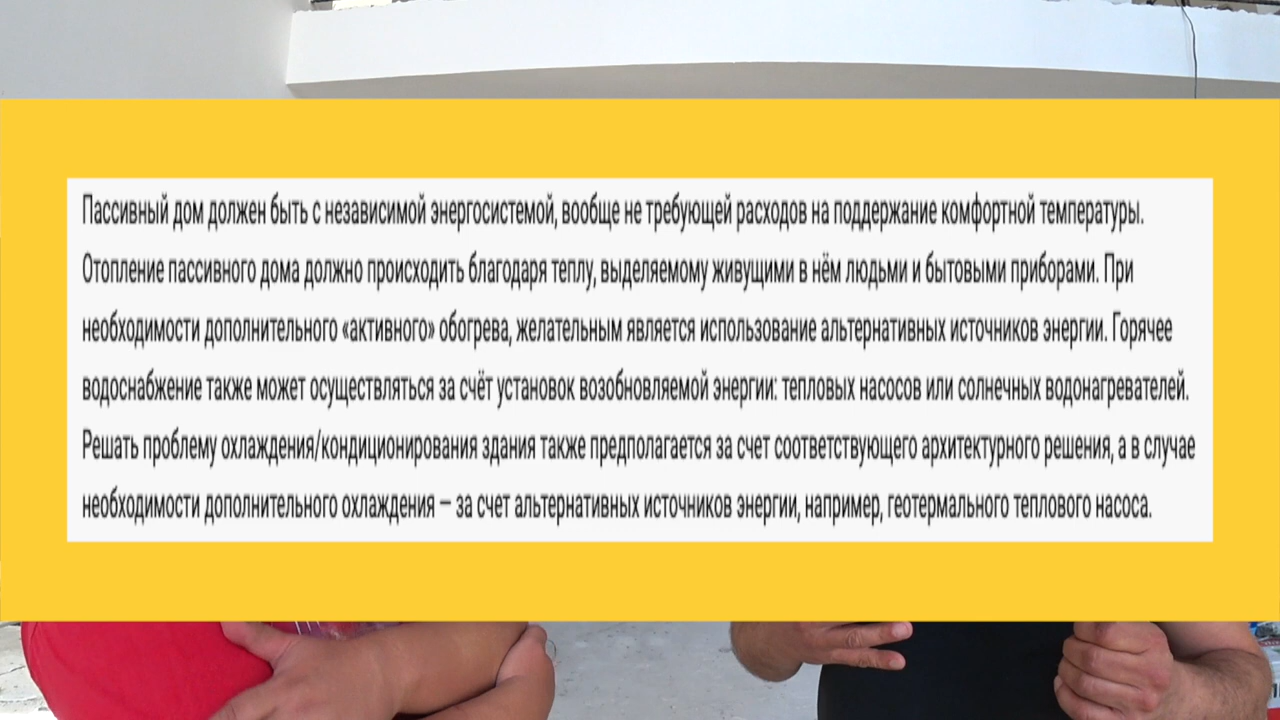 Пассивный дом должен быть с независимой энергосистемой, вообще не требующей расходов на поддержание комфортной температуры.
Отопление пассивного дома должно происходить благодаря теплу, выделяемому живущими в нём людьми и бытовыми приборами. При
необходимости дополнительного «активного» обогрева, желательным является использование альтернативных источников энергии. Горячее
водоснабжение также может осуществляться за счёт установок возобновляемой энергии: тепловых насосов или солнечных водонагревателей.
Решать проблему охлаждения/кондиционирования здания также предполагается за счет соответствующего архитектурного решения, а в случае
необходимости дополнительного охлаждения – за счет альтернативных источников энергии, например, геотермального теплового насоса.